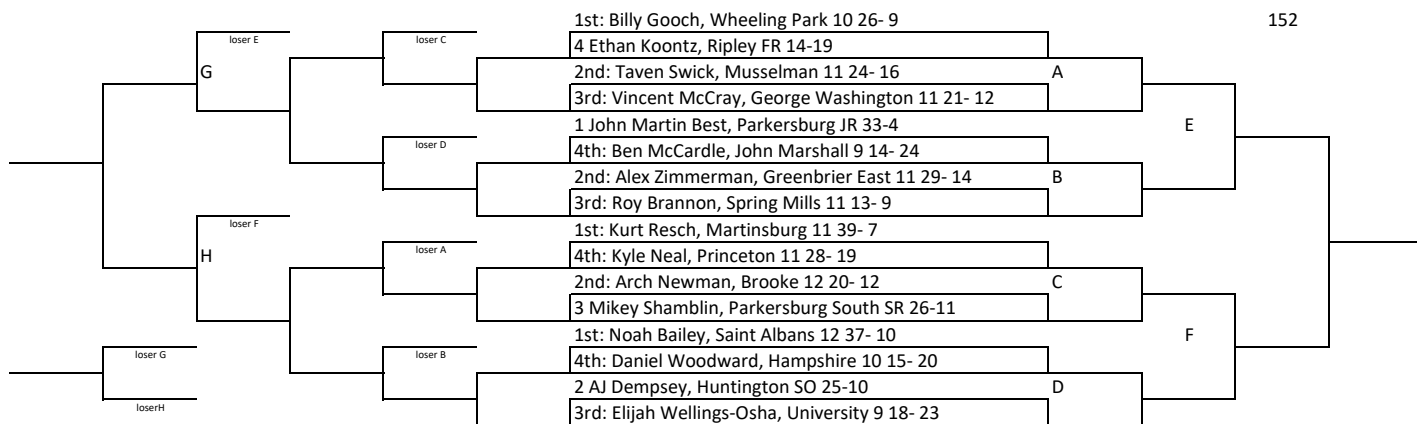 1st: Billy Gooch, Wheeling Park 10 26- 9 152
loser E loser C 4 Ethan Koontz, Ripley FR 14-19
G 2nd: Taven Swick, Musselman 11 24- 16 A
3rd: Vincent McCray, George Washington 11 21- 12
1 John Martin Best, Parkersburg JR 33-4 E
loser D 4th: Ben McCardle, John Marshall 9 14- 24
2nd: Alex Zimmerman, Greenbrier East 11 29- 14 B
3rd: Roy Brannon, Spring Mills 11 13- 9
loser F 1st: Kurt Resch, Martinsburg 11 39- 7
H loser A 4th: Kyle Neal, Princeton 11 28- 19
2nd: Arch Newman, Brooke 12 20- 12 C
3 Mikey Shamblin, Parkersburg South SR 26-11
1st: Noah Bailey, Saint Albans 12 37- 10 F
loser G loser B 4th: Daniel Woodward, Hampshire 10 15- 20
2 AJ Dempsey, Huntington SO 25-10 D
loserH 3rd: Elijah Wellings-Osha, University 9 18- 23